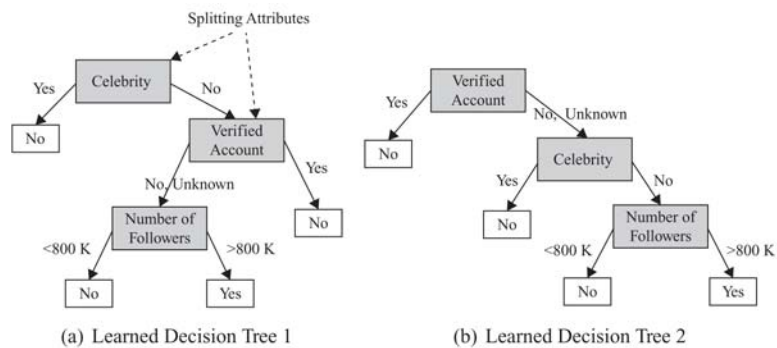 Splitting Attributes
Celebrity
Yes
No
No
Verified
Account
No, Unknown
Yes
Number of
Followers
No
<800 K
>800 K
No
Yes
(a) Learned Decision Tree 1
Verified
Account
Yes
No, Unknown
No
Celebrity
Yes
No
No
Number of
Followers
<800 K
>800 K
No
Yes
(b) Learned Decision Tree 2